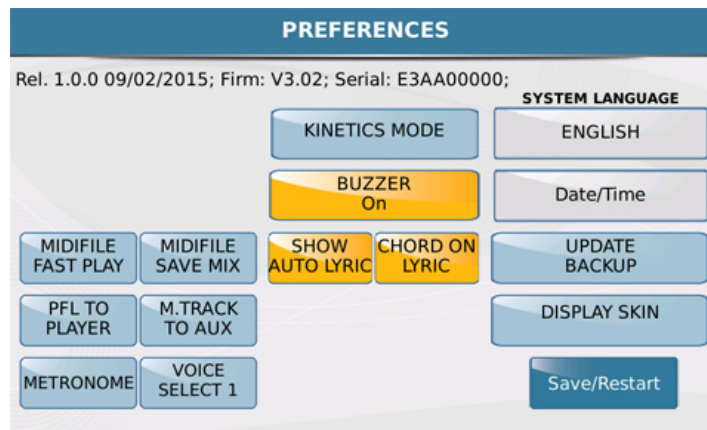 PREFERENCES
Rel. 1.0.0 09/02/2015; Firm: V3.02; Serial: E3AA00000;
SYSTEM LANGUAGE
KINETICS MODE
ENGLISH
BUZZER
On
Date/Time
MIDIFILE
FAST PLAY
MIDIFILE
SAVE MIX
SHOW
AUTO LYRIC
CHORD ON
LYRIC
UPDATE
BACKUP
PFL TO
PLAYER
M.TRACK
TO AUX
DISPLAY SKIN
METRONOME
VOICE
SELECT 1
Save/Restart